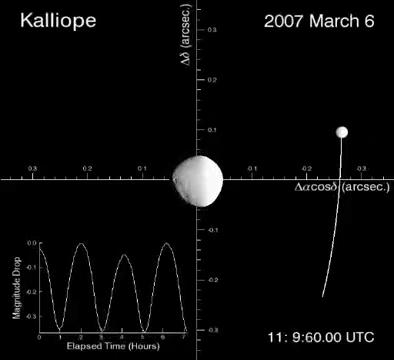 Kalliope
2007 March 6
Δδ (arcsec.)
0.3
0.2
0.1
0.3
0.2
0.1
-0.1
-0.2
-0.3
Δαcosδ (arcsec.)
-0.1
-0.2
-0.3
0.0
-0.1
-0.2
-0.3
Magnitude Drop
0 1 2 3 4 5 6 7
Elapsed Time (Hours)
11: 9:60.00 UTC